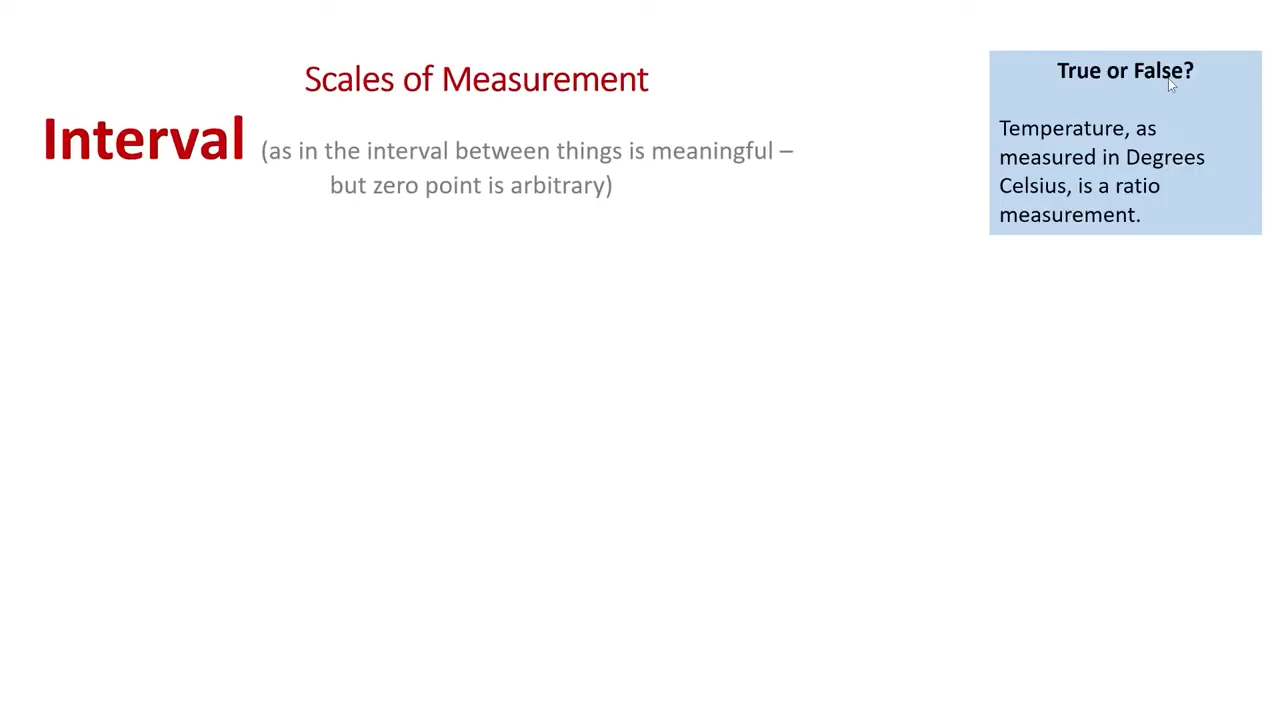 Scales of Measurement
Interval (as in the interval between things is meaningful –
but zero point is arbitrary)
True or False?
Temperature, as
measured in Degrees
Celsius, is a ratio
measurement.